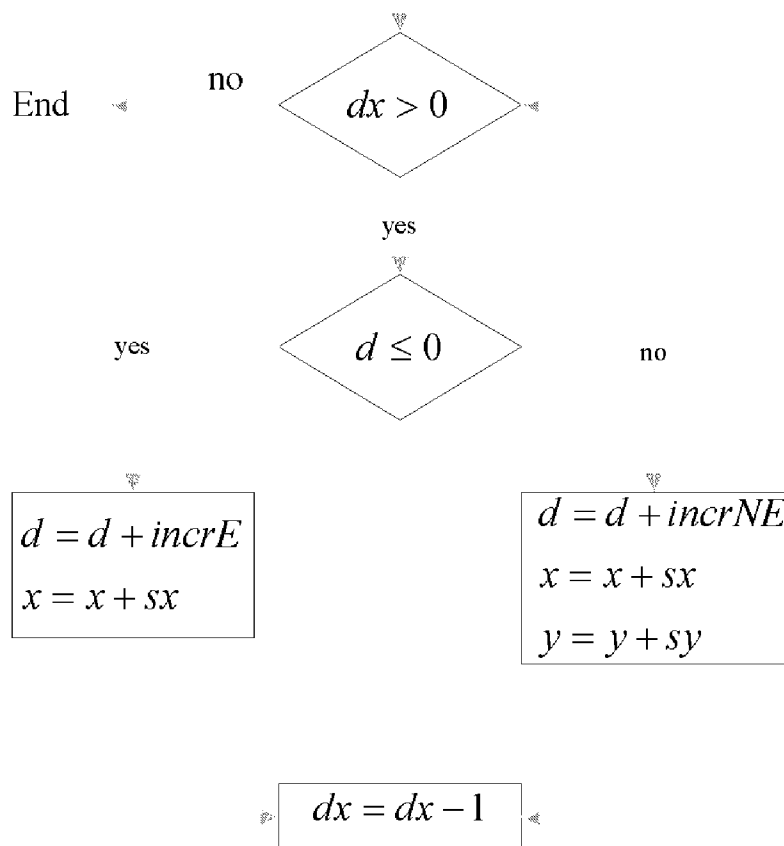 no
End
dx > 0
yes
yes
d ≤ 0
no
d = d + incrE
x = x + sx
d = d + incrNE
x = x + sx
y = y + sy
dx = dx − 1